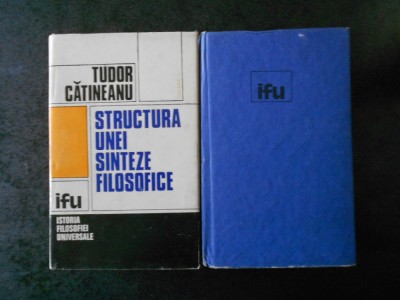 TUDOR
CĂTINEANU
STRUCTURA
UNEI
SINTEZE
FILOSOFICE
ifu
ISTORIA
FILOSOFIEI
UNIVERSALE
ifu